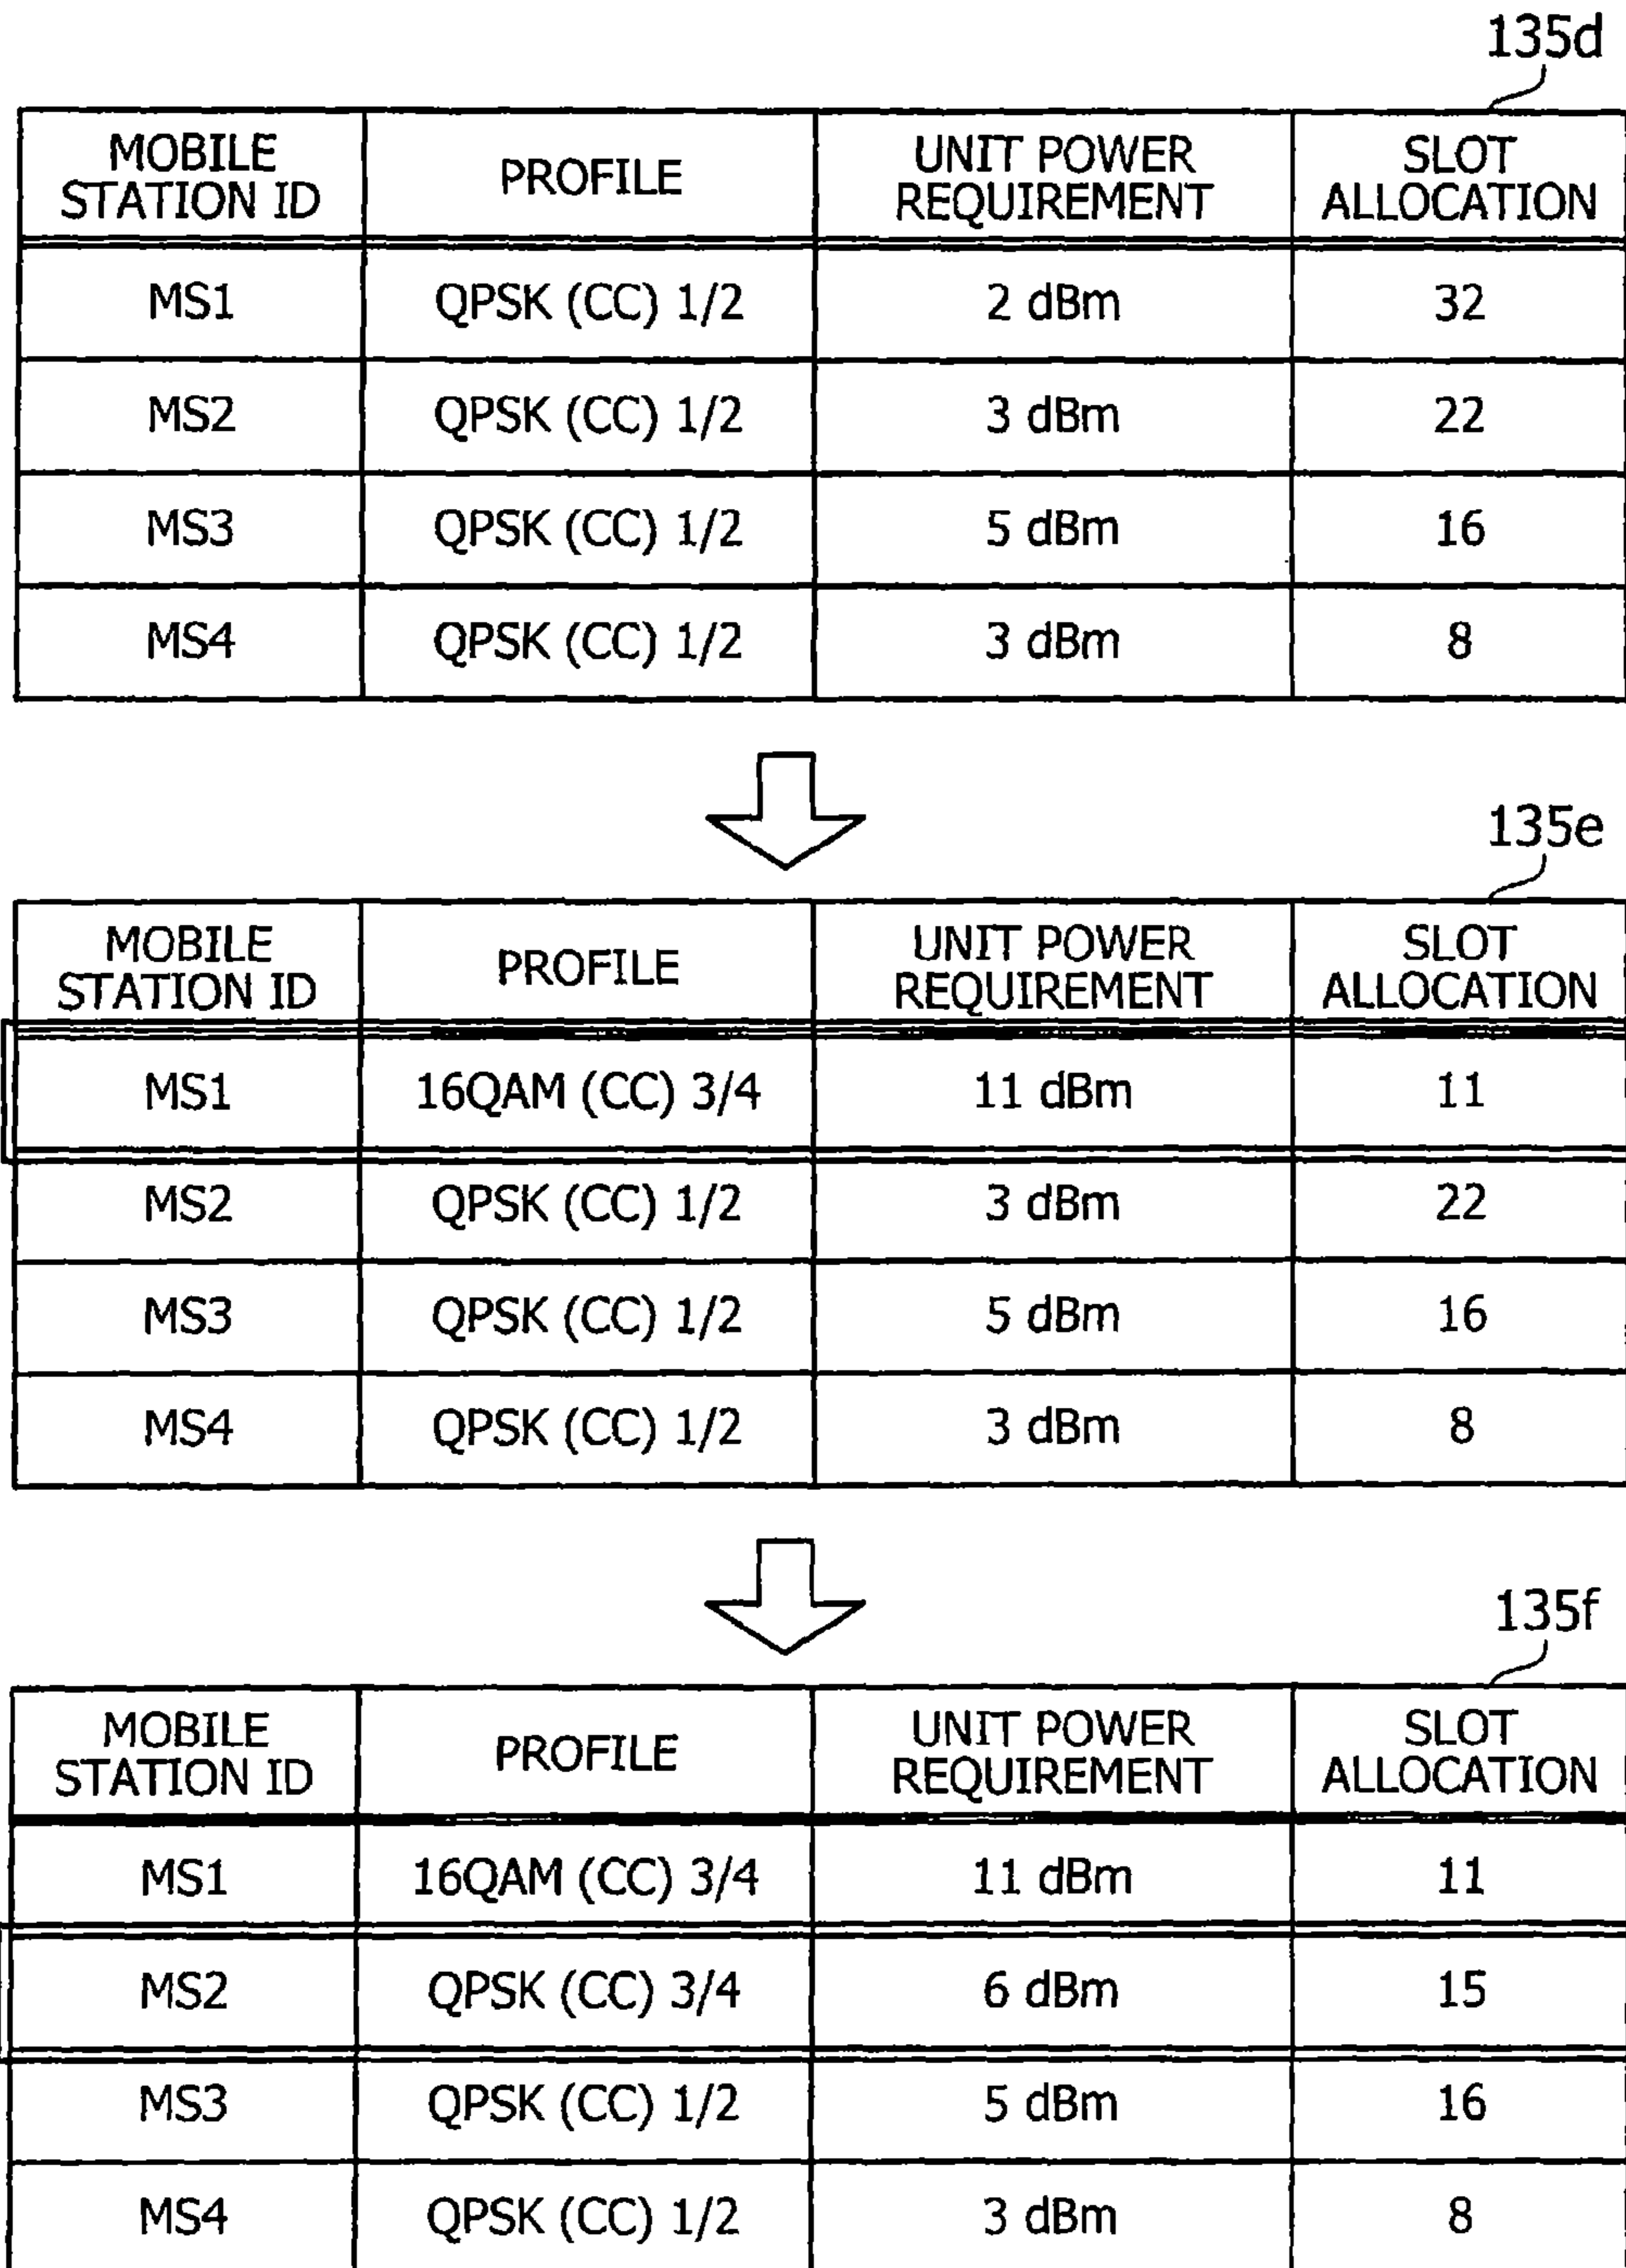 135d
MOBILE STATION ID PROFILE UNIT POWER REQUIREMENT SLOT ALLOCATION
MS1 QPSK (CC) 1/2 2 dBm 32
MS2 QPSK (CC) 1/2 3 dBm 22
MS3 QPSK (CC) 1/2 5 dBm 16
MS4 QPSK (CC) 1/2 3 dBm 8
135e
MOBILE STATION ID PROFILE UNIT POWER REQUIREMENT SLOT ALLOCATION
MS1 16QAM (CC) 3/4 11 dBm 11
MS2 QPSK (CC) 1/2 3 dBm 22
MS3 QPSK (CC) 1/2 5 dBm 16
MS4 QPSK (CC) 1/2 3 dBm 8
135f
MOBILE STATION ID PROFILE UNIT POWER REQUIREMENT SLOT ALLOCATION
MS1 16QAM (CC) 3/4 11 dBm 11
MS2 QPSK (CC) 3/4 6 dBm 15
MS3 QPSK (CC) 1/2 5 dBm 16
MS4 QPSK (CC) 1/2 3 dBm 8